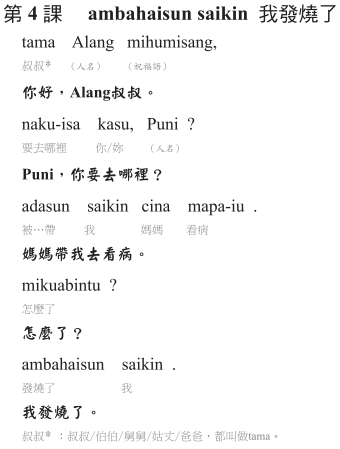 第 4 課 ambahaisun saikin 我發燒了
tama Alang mihumisang,
叔叔* （人名） （祝福語）
你好，Alang叔叔。
naku-isa kasu, Puni ?
要去哪裡 你/妳 （人名）
Puni，你要去哪裡？
adasun saikin cina mapa-iu .
被…帶 我 媽媽 看病
媽媽帶我去看病。
mikuabintu ?
怎麼了
怎麼了？
ambahaisun saikin .
發燒了 我
我發燒了。
叔叔* ：叔叔/伯伯/舅舅/姑丈/爸爸，都叫做tama。